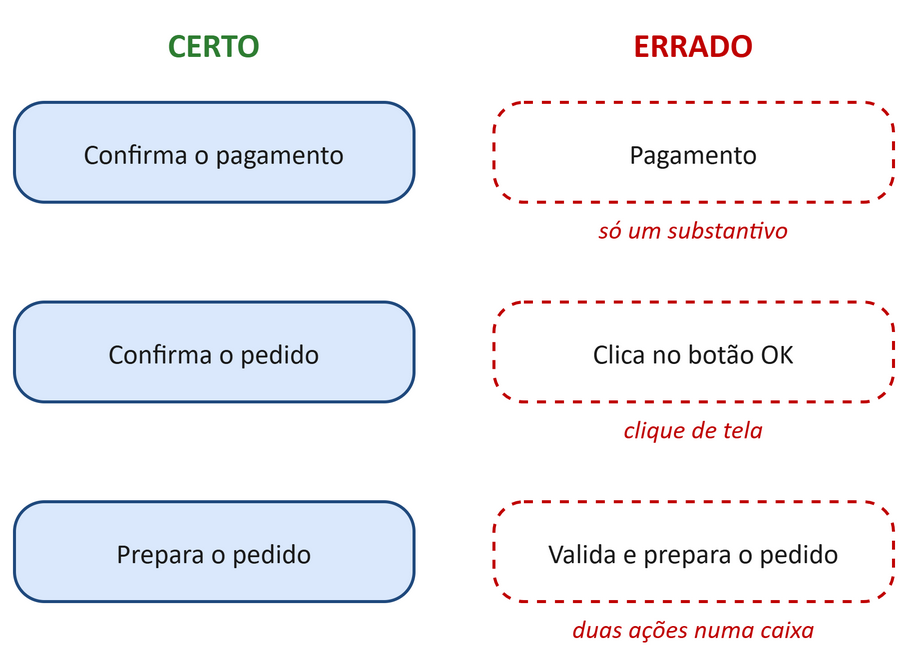 CERTO
ERRADO
Confirma o pagamento
Pagamento
só um substantivo
Confirma o pedido
Clica no botão OK
clique de tela
Prepara o pedido
Valida e prepara o pedido
duas ações numa caixa